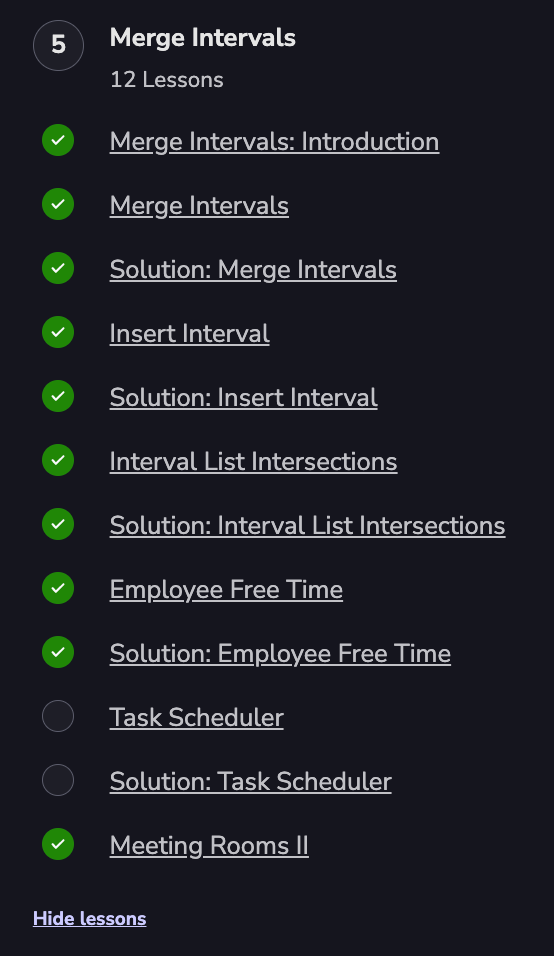 5
Merge Intervals
12 Lessons
Merge Intervals: Introduction
Merge Intervals
Solution: Merge Intervals
Insert Interval
Solution: Insert Interval
Interval List Intersections
Solution: Interval List Intersections
Employee Free Time
Solution: Employee Free Time
Task Scheduler
Solution: Task Scheduler
Meeting Rooms II
Hide lessons